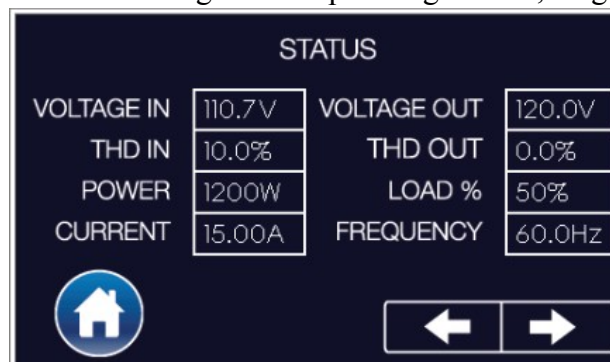 STATUS
VOLTAGE IN 110.7V VOLTAGE OUT 120.0V
THD IN 10.0% THD OUT 0.0%
POWER 1200W LOAD % 50%
CURRENT 15.00A FREQUENCY 60.0Hz